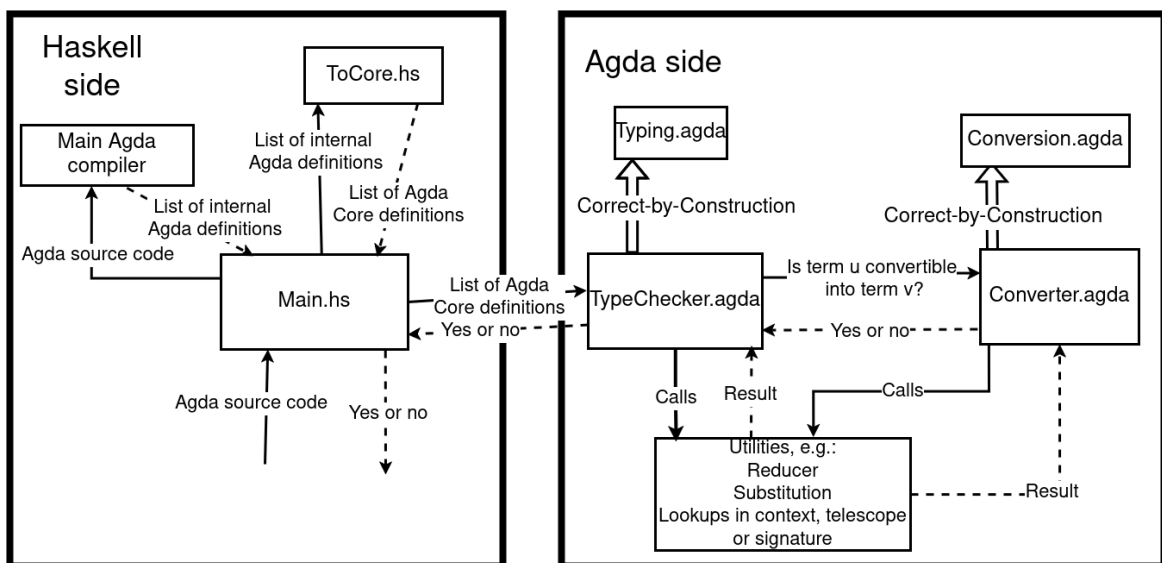 Haskell
side
ToCore.hs
Main Agda
compiler
List of internal
Agda definitions
List of internal
Agda definitions
List of Agda
Core definitions
Agda source code
Main.hs
List of Agda
Core definitions
Yes or no
Agda source code
Yes or no
Agda side
Typing.agda
Conversion.agda
Correct-by-Construction
Correct-by-Construction
TypeChecker.agda
Is term u convertible
into term v?
Converter.agda
Yes or no
Calls
Result
Calls
Utilities, e.g.:
Reducer
Substitution
Lookups in context, telescope
or signature
Result